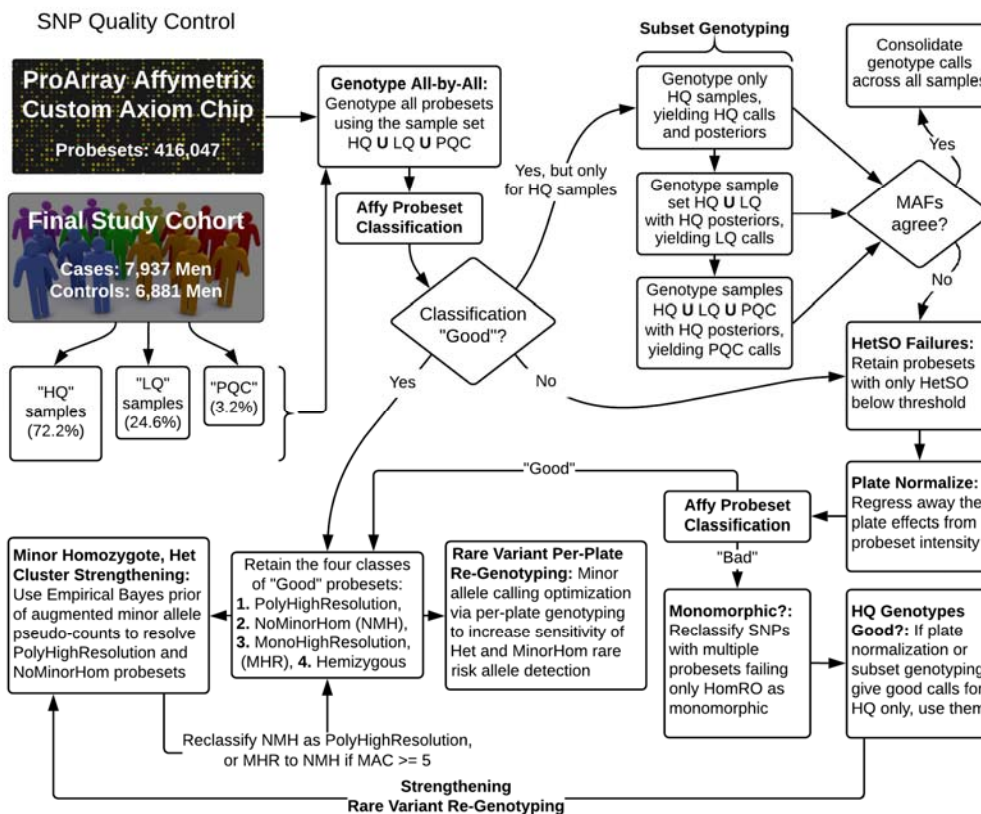 SNP Quality Control
ProArray Affymetrix
Custom Axiom Chip
Probesets: 416,047
Final Study Cohort
Cases: 7,937 Men
Controls: 6,881 Men
"HQ"
samples
(72.2%)
"LQ"
samples
(24.6%)
"PQC"
(3.2%)
Genotype All-by-All:
Genotype all probesets
using the sample set
HQ U LQ U PQC
Affy Probeset
Classification
Classification
"Good"?
Yes, but only
for HQ samples
Yes
No
Subset Genotyping
Genotype only
HQ samples,
yielding HQ calls
and posteriors
Genotype sample
set HQ U LQ
with HQ posteriors,
yielding LQ calls
Genotype samples
HQ U LQ U PQC
with HQ posteriors,
yielding PQC calls
Consolidate
genotype calls
across all samples
Yes
MAFs
agree?
No
HetSO Failures:
Retain probesets
with only HetSO
below threshold
Plate Normalize:
Regress away the
plate effects from
probeset intensity
Affy Probeset
Classification
"Good"
"Bad"
Monomorphic?:
Reclassify SNPs
with multiple
probesets failing
only HomRO as
monomorphic
HQ Genotypes
Good?: If plate
normalization or
subset genotyping
give good calls for
HQ only, use them
Minor Homozygote, Het
Cluster Strengthening:
Use Empirical Bayes prior
of augmented minor allele
pseudo-counts to resolve
PolyHighResolution and
NoMinorHom probesets
Retain the four classes
of "Good" probesets:
1. PolyHighResolution,
2. NoMinorHom (NMH),
3. MonoHighResolution,
(MHR), 4. Hemizygous
Rare Variant Per-Plate
Re-Genotyping: Minor
allele calling optimization
via per-plate genotyping
to increase sensitivity of
Het and MinorHom rare
risk allele detection
Reclassify NMH as PolyHighResolution,
or MHR to NMH if MAC >= 5
Strengthening
Rare Variant Re-Genotyping